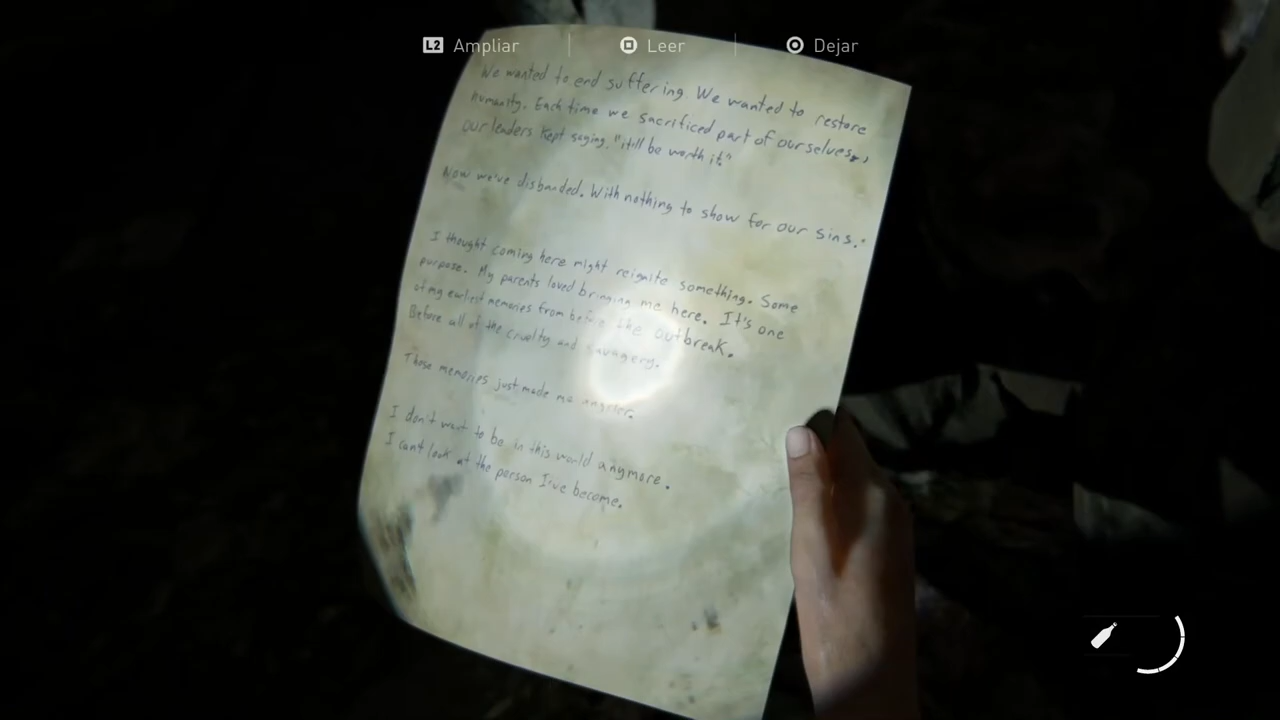 L2 Ampliar
Leer
Dejar
We wanted to end suffering. We wanted to restore
humanity. Each time we sacrificed part of ourselves,
our leaders kept saying, "it'll be worth it."
Now we've disbanded. With nothing to show for our sins.
I thought coming here might reignite something. Some
purpose. My parents loved bringing me here. It's one
of my earliest memories from before the outbreak.
Before all of the cruelty and savagery.
Those memories just made me angrier.
I don't want to be in this world anymore.
I can't look at the person I've become.